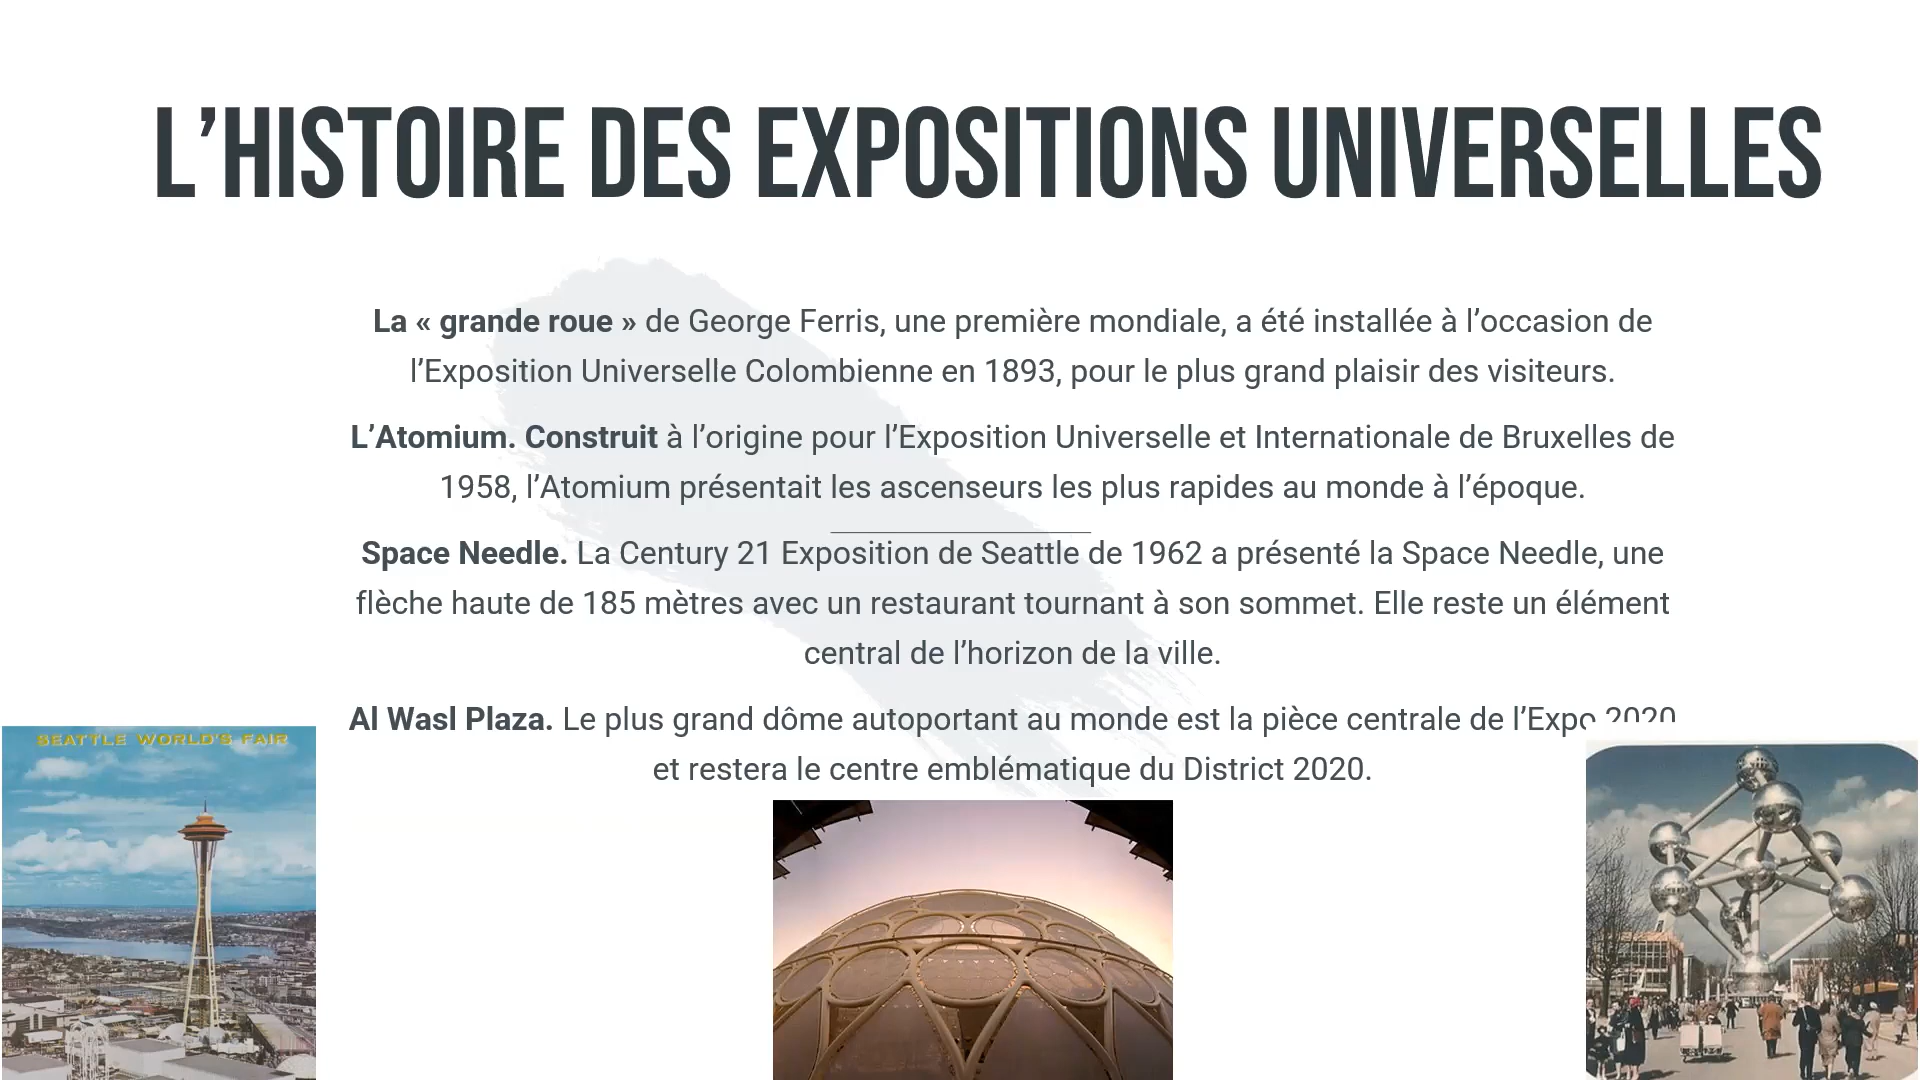 L’HISTOIRE DES EXPOSITIONS UNIVERSELLES
La « grande roue » de George Ferris, une première mondiale, a été installée à l’occasion de
l’Exposition Universelle Colombienne en 1893, pour le plus grand plaisir des visiteurs.
L’Atomium. Construit à l’origine pour l’Exposition Universelle et Internationale de Bruxelles de
1958, l’Atomium présentait les ascenseurs les plus rapides au monde à l’époque.
Space Needle. La Century 21 Exposition de Seattle de 1962 a présenté la Space Needle, une
flèche haute de 185 mètres avec un restaurant tournant à son sommet. Elle reste un élément
central de l’horizon de la ville.
Al Wasl Plaza. Le plus grand dôme autoportant au monde est la pièce centrale de l’Expo 2020
et restera le centre emblématique du District 2020.
SEATTLE WORLD'S FAIR